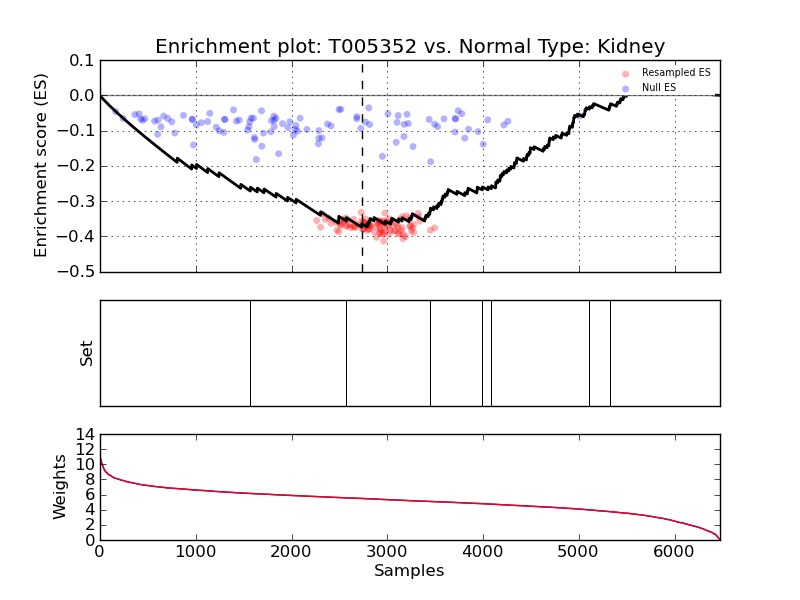 Enrichment plot: T005352 vs. Normal Type: Kidney
Enrichment score (ES)
0.1
0.0
−0.1
−0.2
−0.3
−0.4
−0.5
Resampled ES
Null ES
Set
Weights
14
12
10
8
6
4
2
0
0 1000 2000 3000 4000 5000 6000
Samples